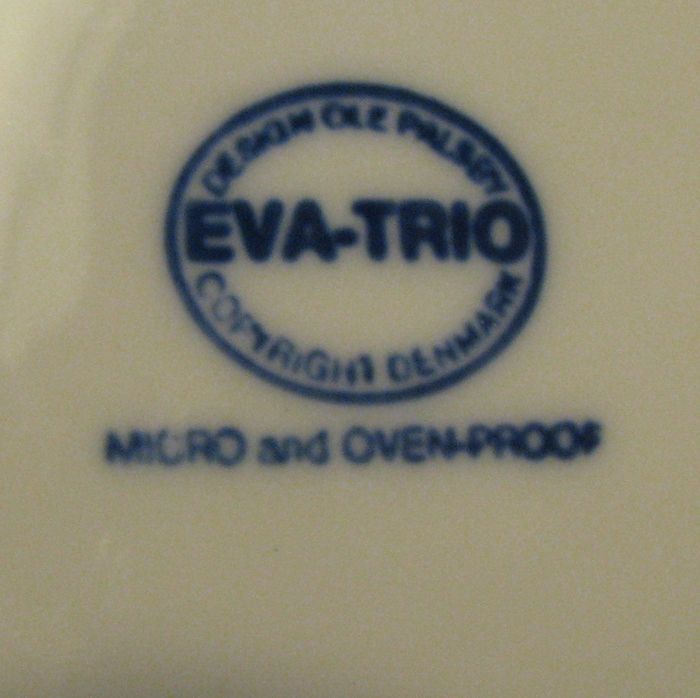 DESIGN OLE PALSBY
EVA-TRIO
COPYRIGHT DENMARK
MICRO and OVEN-PROOF